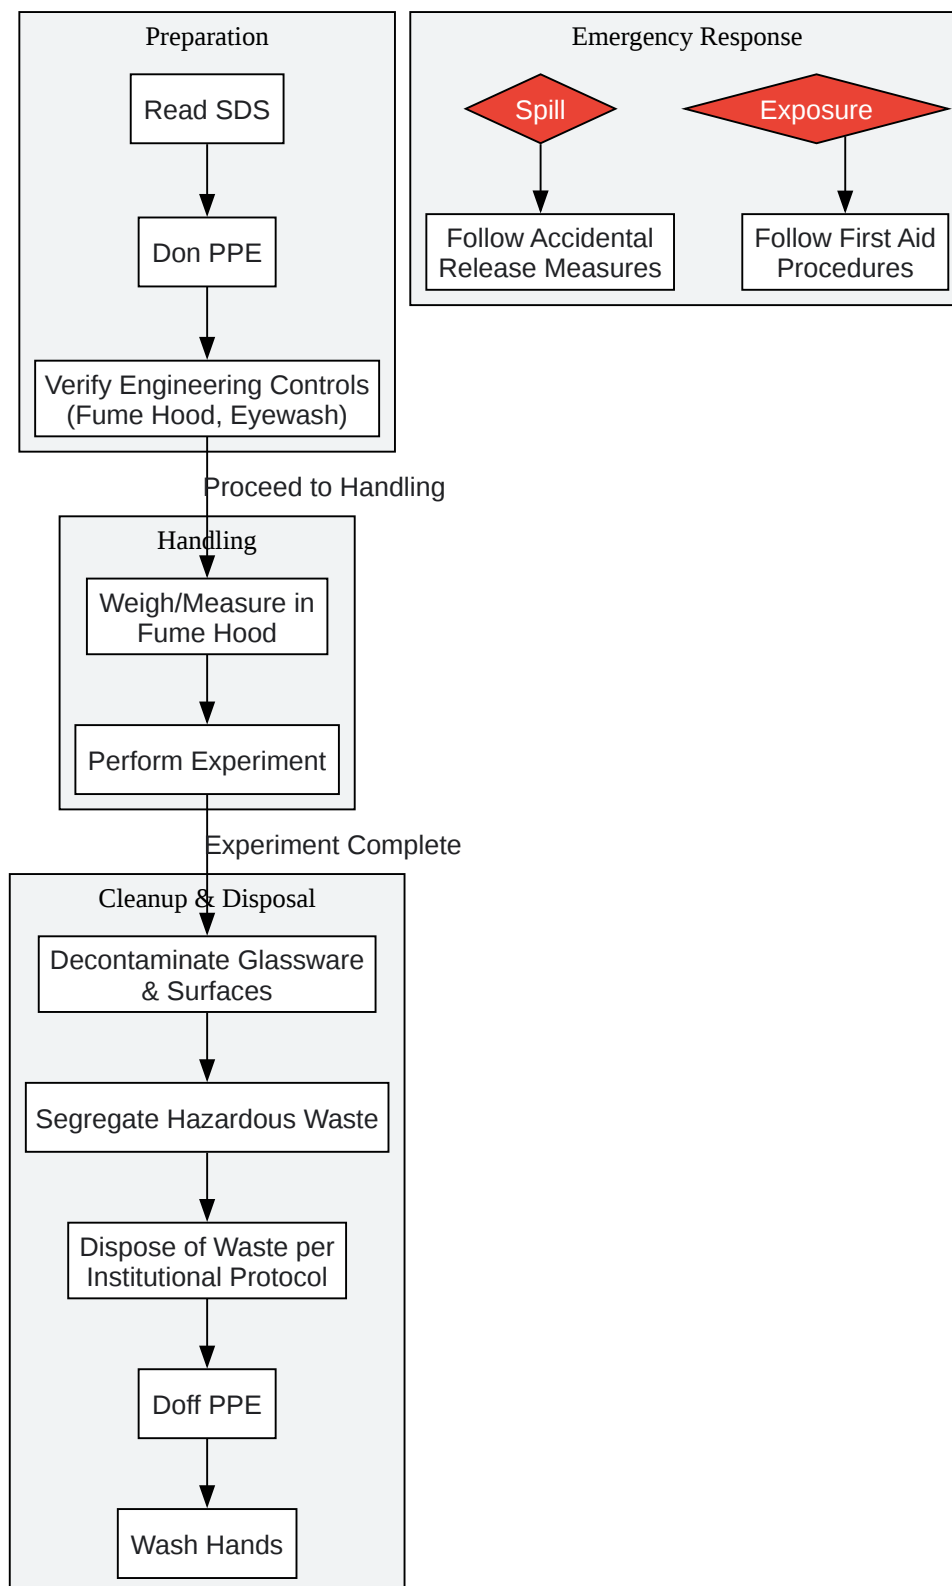 Preparation
Read SDS
Don PPE
Verify Engineering Controls
(Fume Hood, Eyewash)
Proceed to Handling
Handling
Weigh/Measure in
Fume Hood
Perform Experiment
Experiment Complete
Cleanup & Disposal
Decontaminate Glassware
& Surfaces
Segregate Hazardous Waste
Dispose of Waste per
Institutional Protocol
Doff PPE
Wash Hands
Emergency Response
Spill
Follow Accidental
Release Measures
Exposure
Follow First Aid
Procedures